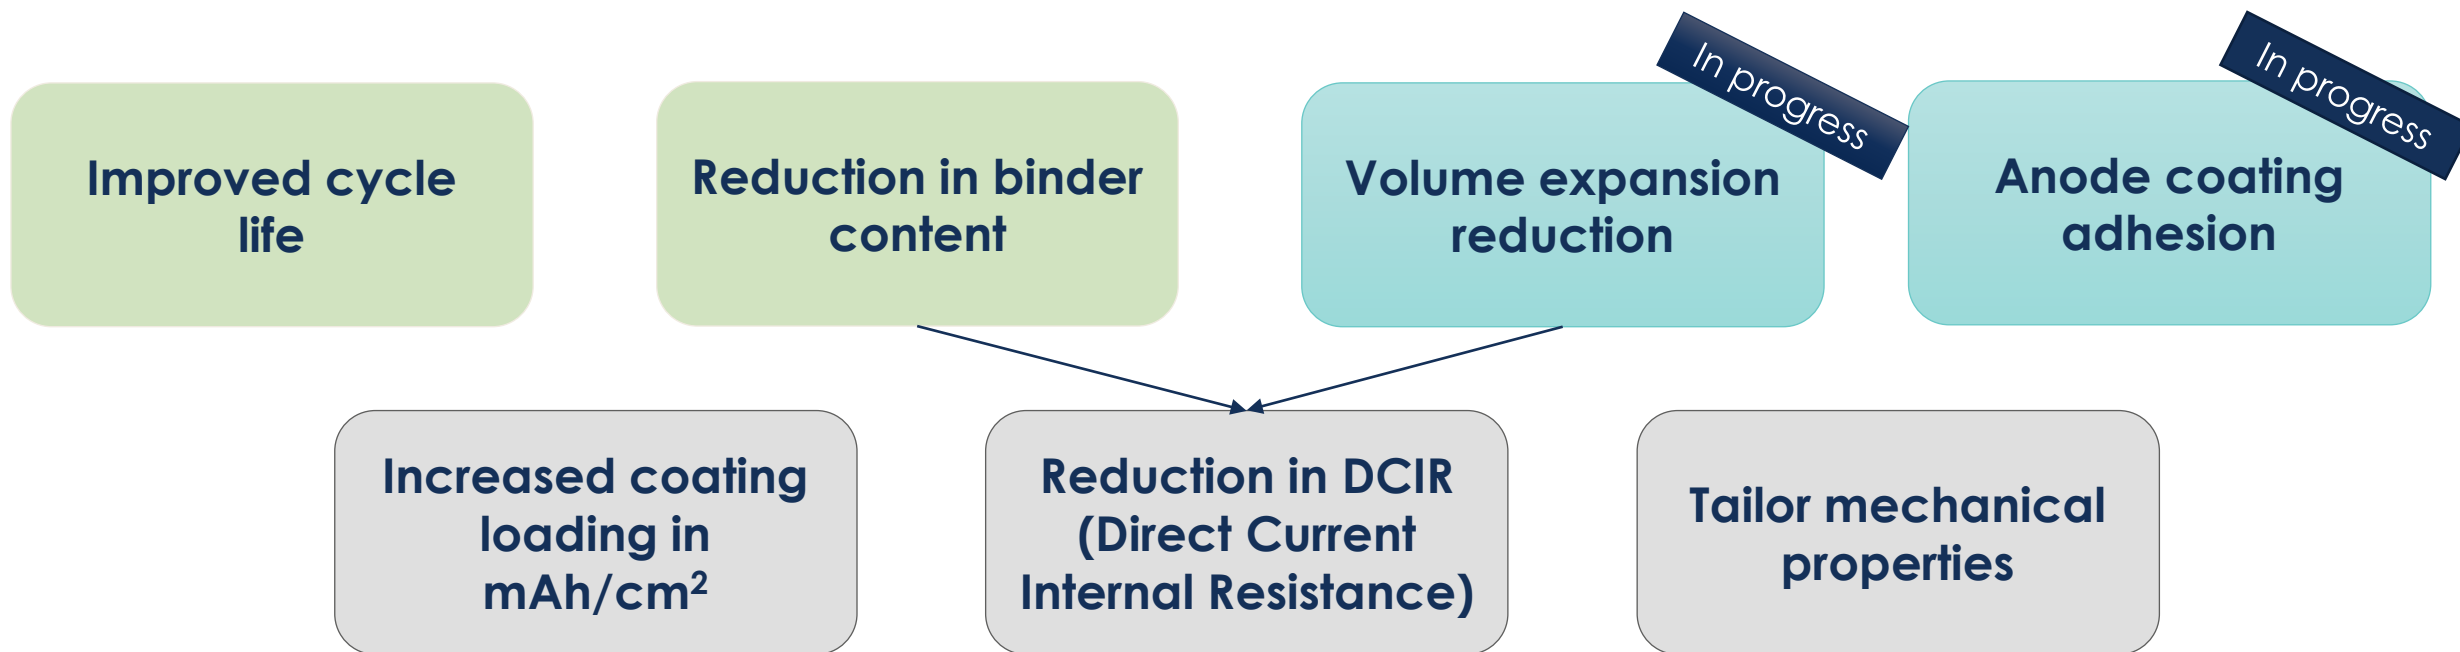 In progress
In progress
Improved cycle
life
Reduction in binder
content
Volume expansion
reduction
Anode coating
adhesion
Increased coating
loading in
mAh/cm²
Reduction in DCIR
(Direct Current
Internal Resistance)
Tailor mechanical
properties